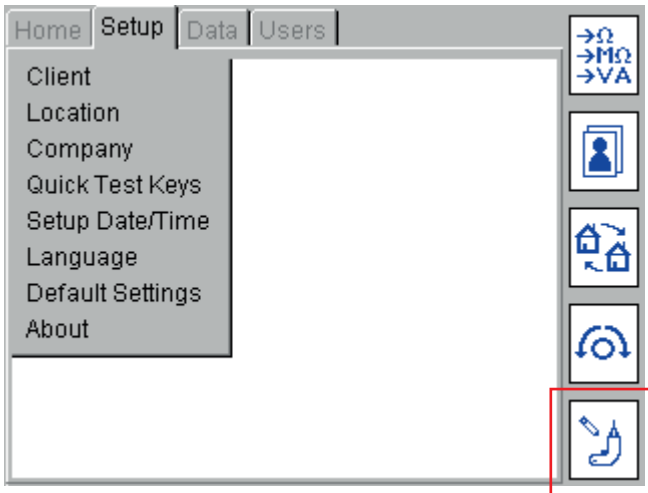 Home Setup Data Users
→Ω
→MΩ
→VA
Client
Location
Company
Quick Test Keys
Setup Date/Time
Language
Default Settings
About